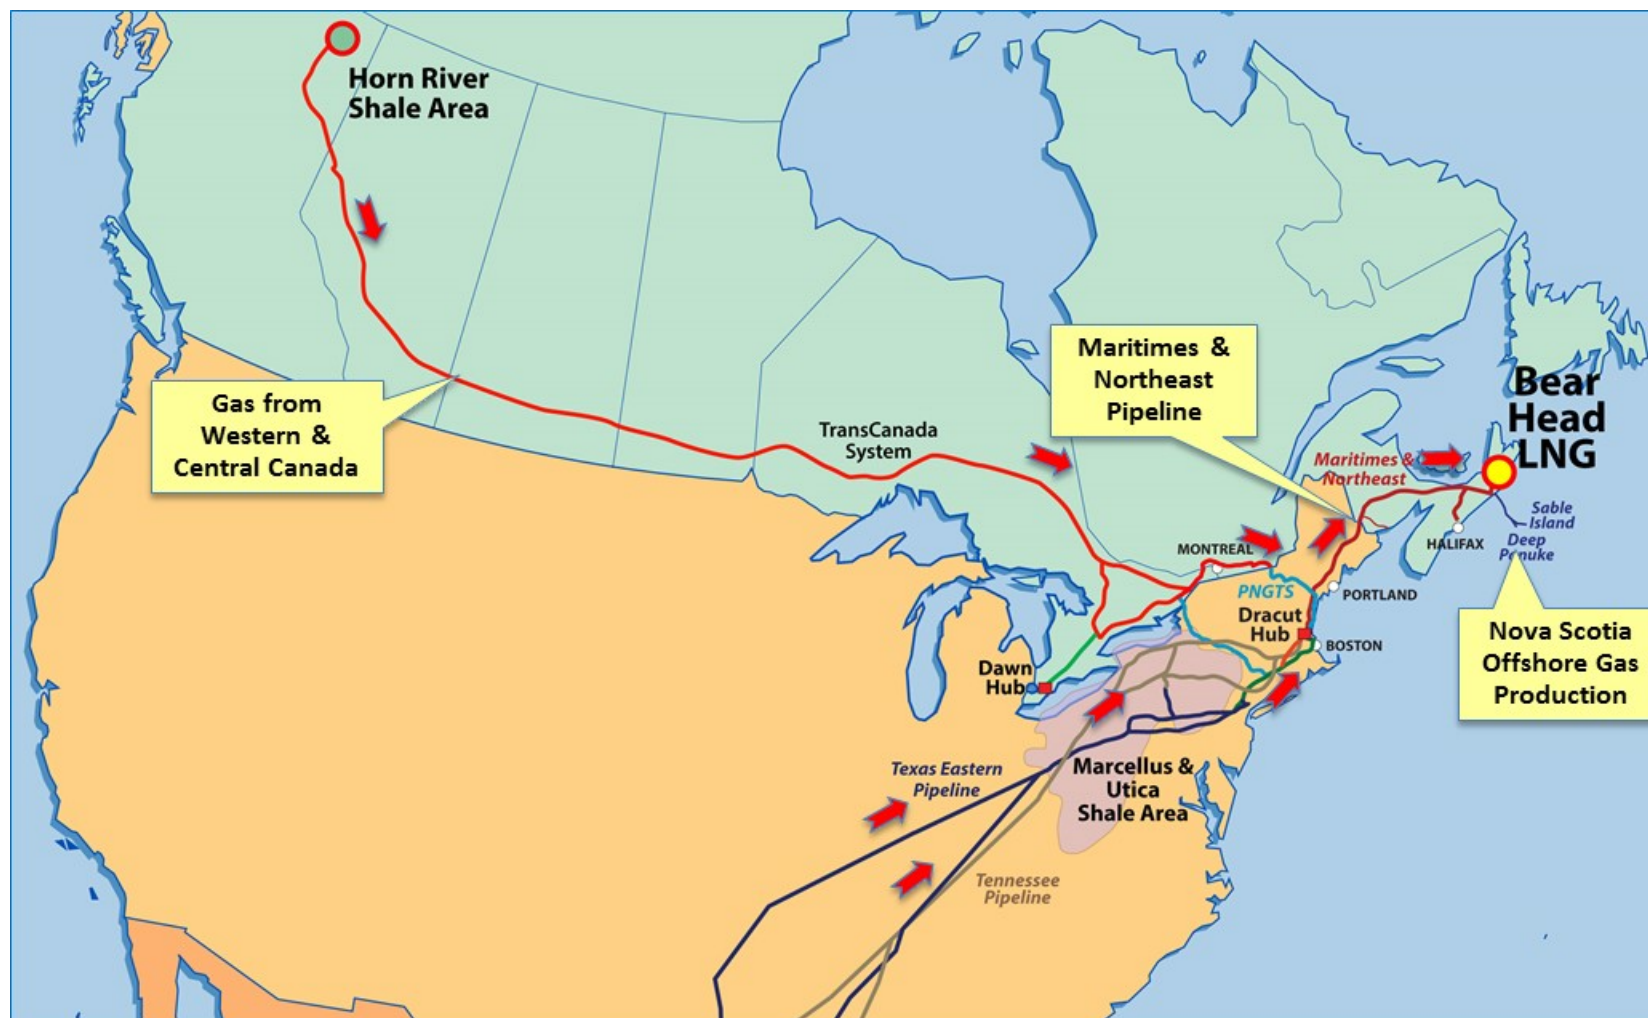 Horn River
Shale Area
Gas from
Western &
Central Canada
TransCanada
System
Maritimes &
Northeast
Pipeline
Bear
Head
LNG
Maritimes &
Northeast
Sable
Island
Deep
Panuke
HALIFAX
MONTREAL
PNGTS
PORTLAND
Dracut
Hub
BOSTON
Nova Scotia
Offshore Gas
Production
Dawn
Hub
Texas Eastern
Pipeline
Marcellus &
Utica
Shale Area
Tennessee
Pipeline